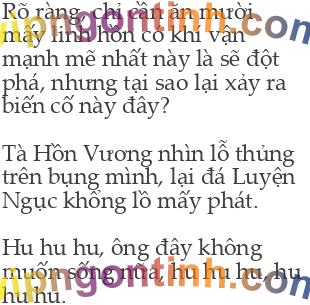 Rõ ràng, chỉ cần ăn mười
mấy linh hồn có khí vận
mạnh mẽ nhất này là sẽ đột
phá, nhưng tại sao lại xảy ra
biến cố này đây?
Tà Hồn Vương nhìn lỗ thủng
trên bụng mình, lại đá Luyện
Ngục khổng lồ mấy phát.
Hu hu hu, ông đây không
muốn sống nữa, hu hu hu, hu
hu hu.